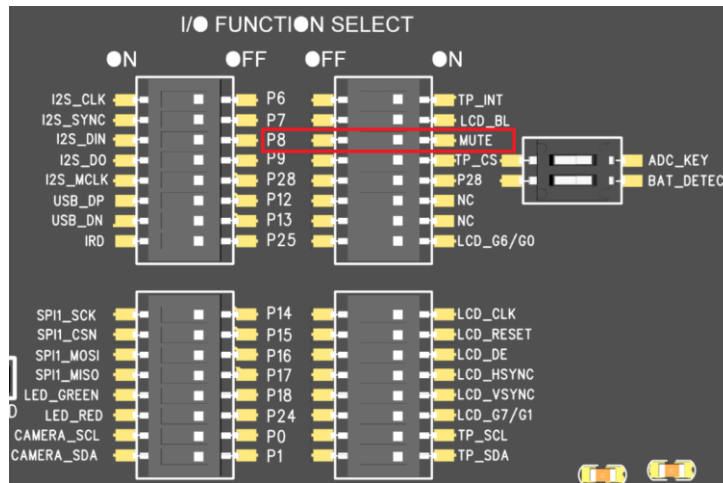 I/O FUNCTION SELECT
ON OFF OFF ON
I2S_CLK P6 TP_INT
I2S_SYNC P7 LCD_BL
I2S_DIN P8 MUTE
I2S_DO P9 TP_CS ADC_KEY
I2S_MCLK P28 P28 BAT_DETEC
USB_DP P12 NC
USB_DN P13 NC
IRD P25 LCD_G6/G0
SPI1_SCK P14 LCD_CLK
SPI1_CSN P15 LCD_RESET
SPI1_MOSI P16 LCD_DE
SPI1_MISO P17 LCD_HSYNC
LED_GREEN P18 LCD_VSYNC
LED_RED P24 LCD_G7/G1
CAMERA_SCL P0 TP_SCL
CAMERA_SDA P1 TP_SDA